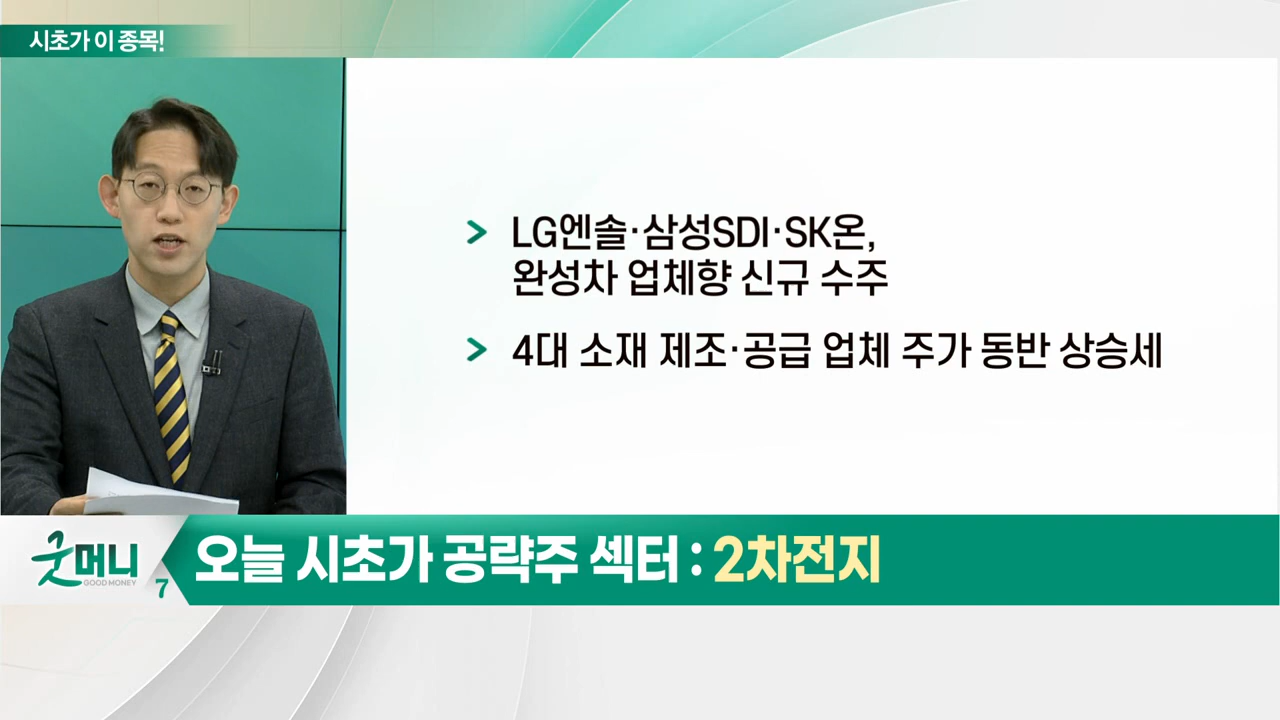 시초가 이 종목!
> LG엔솔·삼성SDI·SK온,
완성차 업체향 신규 수주
> 4대 소재 제조·공급 업체 주가 동반 상승세
굿머니
GOOD MONEY
7
오늘 시초가 공략주 섹터 : 2차전지